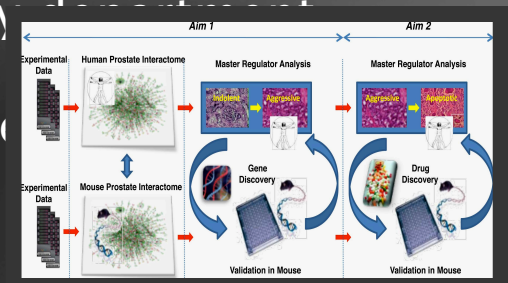 y department
Aim 1
Aim 2
Experimental
Data
Human Prostate Interactome
Master Regulator Analysis
Master Regulator Analysis
Indolent
Aggressive
Aggressive
Apoptotic
Gene
Discovery
Drug
Discovery
Experimental
Data
Mouse Prostate Interactome
Validation in Mouse
Validation in Mouse